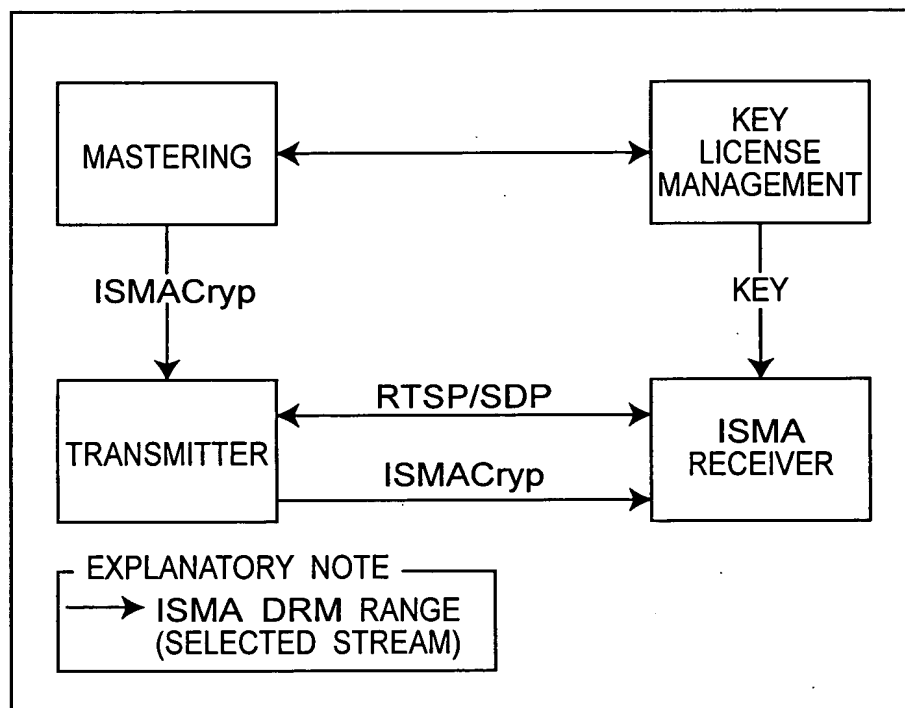 MASTERING
KEY
LICENSE
MANAGEMENT
ISMACryp
KEY
RTSP/SDP
TRANSMITTER
ISMA
RECEIVER
ISMACryp
EXPLANATORY NOTE
ISMA DRM RANGE
(SELECTED STREAM)